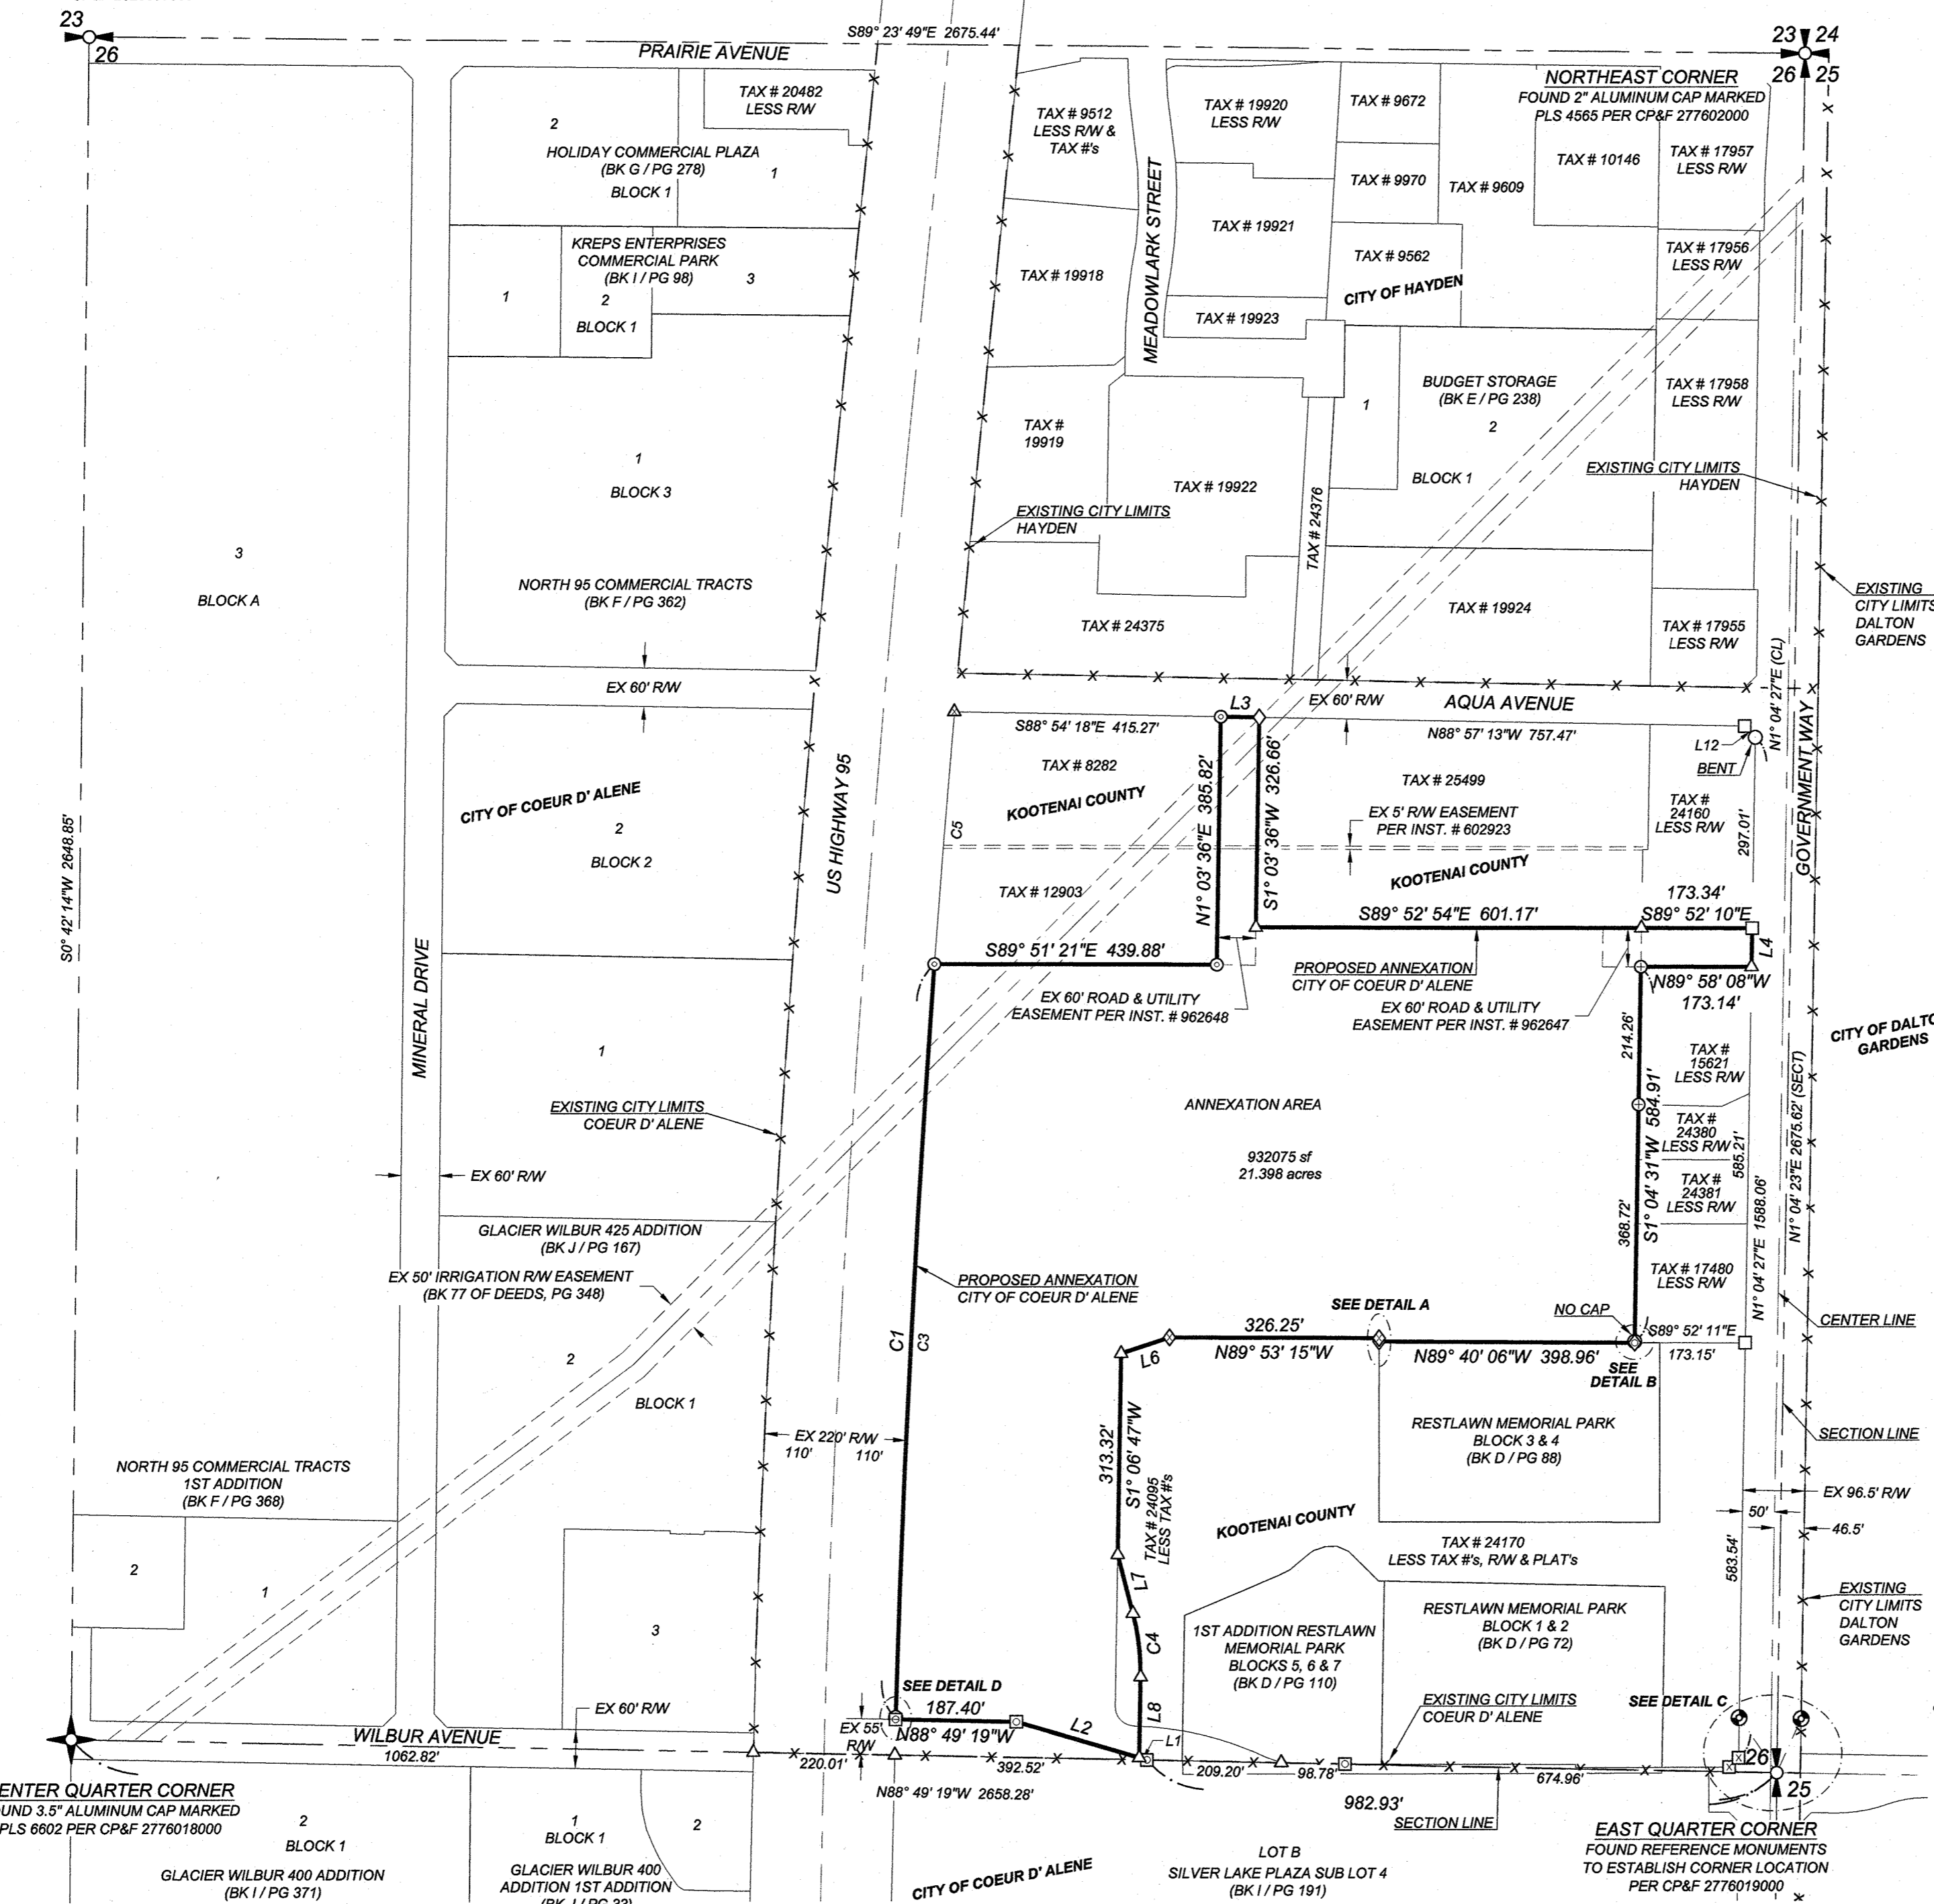 23
26
S89° 23' 49"E 2675.44'
PRAIRIE AVENUE
23 24
26 25
NORTHEAST CORNER
FOUND 2" ALUMINUM CAP MARKED
PLS 4565 PER CP&F 277602000
2
HOLIDAY COMMERCIAL PLAZA
(BK G / PG 278)
BLOCK 1
1
TAX # 20482
LESS R/W
TAX # 9512
LESS R/W &
TAX #'s
MEADOWLARK STREET
TAX # 19920
LESS R/W
TAX # 9672
TAX # 9970
TAX # 9609
TAX # 10146
TAX # 17957
LESS R/W
KREPS ENTERPRISES
COMMERCIAL PARK
(BK I / PG 98)
1
2
3
BLOCK 1
TAX # 19918
TAX # 19921
TAX # 19923
TAX # 9562
CITY OF HAYDEN
TAX # 17956
LESS R/W
BUDGET STORAGE
(BK E / PG 238)
1
2
BLOCK 1
TAX # 17958
LESS R/W
1
BLOCK 3
NORTH 95 COMMERCIAL TRACTS
(BK F / PG 362)
TAX #
19919
TAX # 19922
TAX # 24376
EXISTING CITY LIMITS
HAYDEN
EXISTING CITY LIMITS
HAYDEN
3
BLOCK A
TAX # 24375
TAX # 19924
TAX # 17955
LESS R/W
EXISTING
CITY LIMITS
DALTON
GARDENS
EX 60' R/W
EX 60' R/W
AQUA AVENUE
N1° 04' 27"E (CL)
GOVERNMENT WAY
S88° 54' 18"E 415.27'
L3
N88° 57' 13"W 757.47'
L12
BENT
TAX # 8282
KOOTENAI COUNTY
C5
N1° 03' 36"E 385.82'
S1° 03' 36"W 326.66'
TAX # 25499
EX 5' R/W EASEMENT
PER INST. # 602923
KOOTENAI COUNTY
TAX #
24160
LESS R/W
297.01'
S0° 42' 14"W 2648.85'
CITY OF COEUR D' ALENE
2
BLOCK 2
US HIGHWAY 95
TAX # 12903
S89° 51' 21"E 439.88'
S89° 52' 54"E 601.17'
173.34'
S89° 52' 10"E
L4
N89° 58' 08"W
173.14'
MINERAL DRIVE
1
EX 60' ROAD & UTILITY
EASEMENT PER INST. # 962648
PROPOSED ANNEXATION
CITY OF COEUR D' ALENE
EX 60' ROAD & UTILITY
EASEMENT PER INST. # 962647
214.26'
S1° 04' 31"W 584.91'
368.72'
TAX #
15621
LESS R/W
TAX #
24380
LESS R/W
TAX #
24381
LESS R/W
TAX # 17480
LESS R/W
585.21'
N1° 04' 27"E 1588.06'
N1° 04' 23"E 2675.62' (SECT)
CITY OF DALTO
GARDENS
EXISTING CITY LIMITS
COEUR D' ALENE
EX 60' R/W
ANNEXATION AREA
932075 sf
21.398 acres
GLACIER WILBUR 425 ADDITION
(BK J / PG 167)
EX 50' IRRIGATION R/W EASEMENT
(BK 77 OF DEEDS, PG 348)
PROPOSED ANNEXATION
CITY OF COEUR D' ALENE
C1
C3
SEE DETAIL A
NO CAP
326.25'
N89° 53' 15"W
L6
N89° 40' 06"W 398.96'
S89° 52' 11"E
173.15'
SEE
DETAIL B
CENTER LINE
2
BLOCK 1
EX 220' R/W
110'
110'
313.32'
S1° 06' 47"W
TAX # 24095
LESS TAX #'s
RESTLAWN MEMORIAL PARK
BLOCK 3 & 4
(BK D / PG 88)
SECTION LINE
EX 96.5' R/W
50'
46.5'
583.54'
NORTH 95 COMMERCIAL TRACTS
1ST ADDITION
(BK F / PG 368)
2
1
KOOTENAI COUNTY
TAX # 24170
LESS TAX #'s, R/W & PLAT's
L7
C4
L8
1ST ADDITION RESTLAWN
MEMORIAL PARK
BLOCKS 5, 6 & 7
(BK D / PG 110)
RESTLAWN MEMORIAL PARK
BLOCK 1 & 2
(BK D / PG 72)
EXISTING
CITY LIMITS
DALTON
GARDENS
3
EX 60' R/W
SEE DETAIL D
187.40'
N88° 49' 19"W
EX 55'
R/W
L2
L1
EXISTING CITY LIMITS
COEUR D' ALENE
SEE DETAIL C
WILBUR AVENUE
1062.82'
220.01'
392.52'
209.20'
98.78'
674.96'
N88° 49' 19"W 2658.28'
982.93'
SECTION LINE
26
25
ENTER QUARTER CORNER
UND 3.5" ALUMINUM CAP MARKED
PLS 6602 PER CP&F 2776018000
EAST QUARTER CORNER
FOUND REFERENCE MONUMENTS
TO ESTABLISH CORNER LOCATION
PER CP&F 2776019000
2
BLOCK 1
GLACIER WILBUR 400 ADDITION
(BK I / PG 371)
1
BLOCK 1
2
GLACIER WILBUR 400
ADDITION 1ST ADDITION
CITY OF COEUR D' ALENE
LOT B
SILVER LAKE PLAZA SUB LOT 4
(BK I / PG 191)